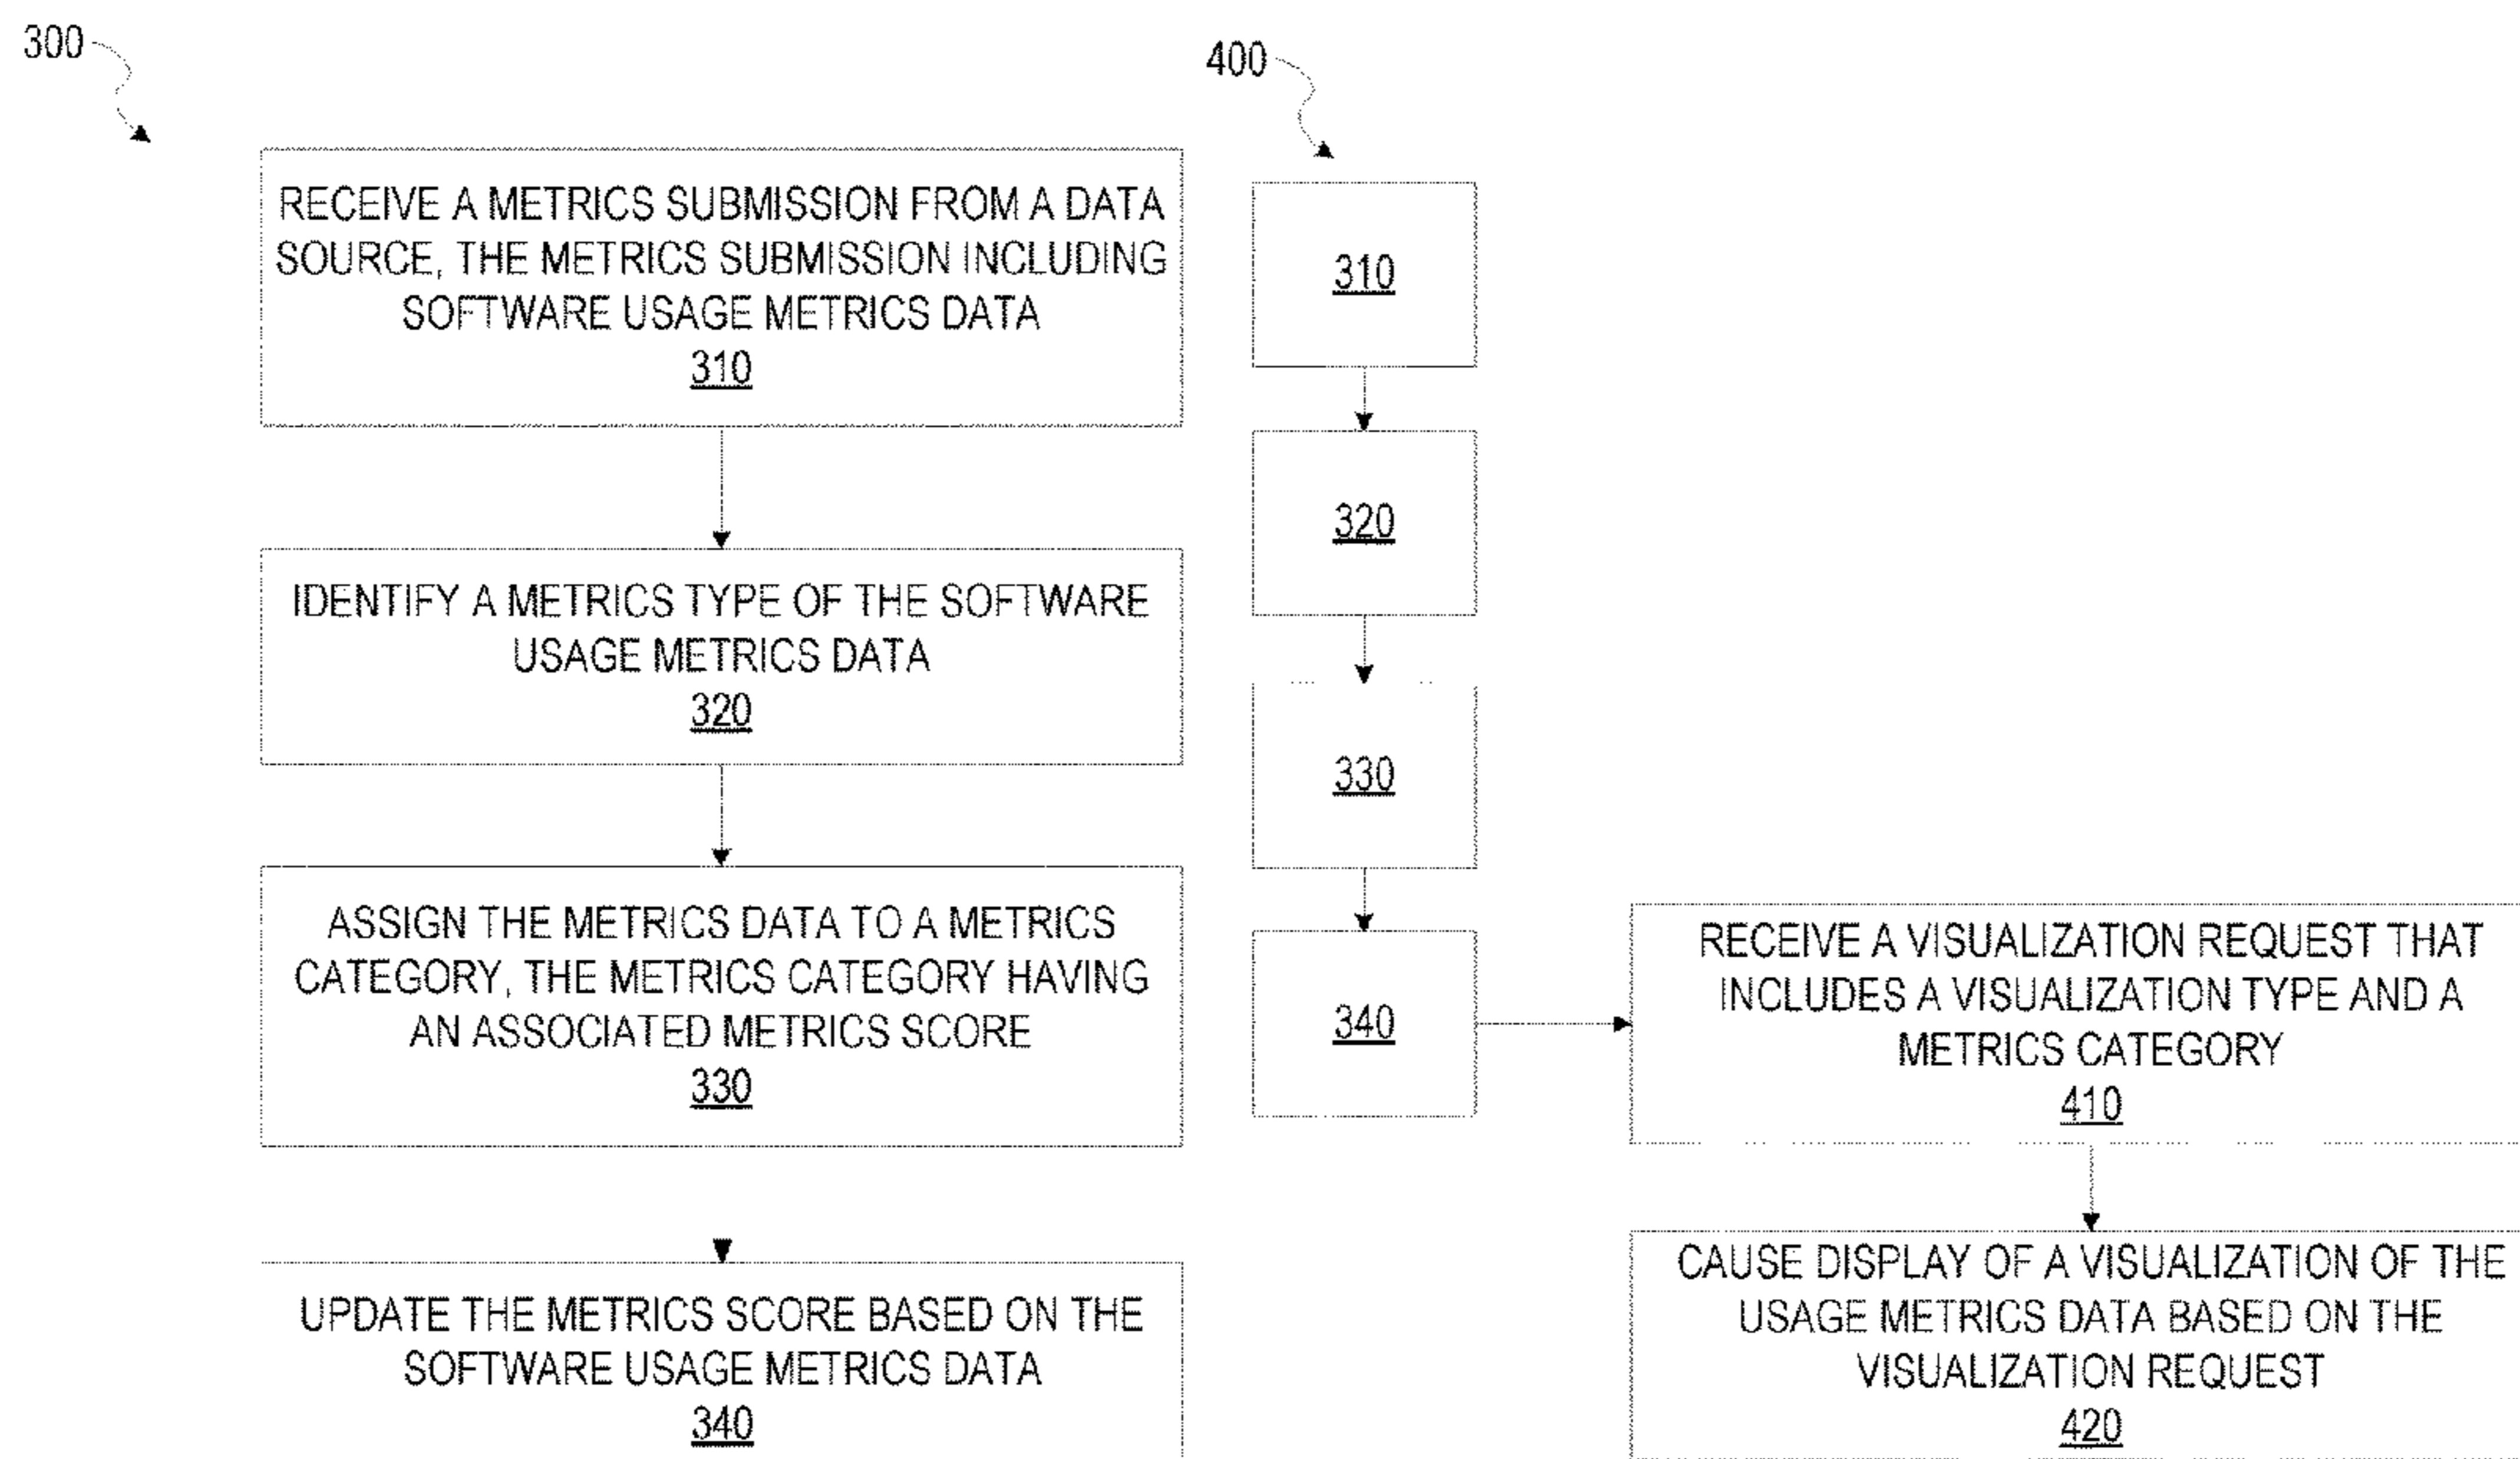 300
RECEIVE A METRICS SUBMISSION FROM A DATA
SOURCE, THE METRICS SUBMISSION INCLUDING
SOFTWARE USAGE METRICS DATA
310
IDENTIFY A METRICS TYPE OF THE SOFTWARE
USAGE METRICS DATA
320
ASSIGN THE METRICS DATA TO A METRICS
CATEGORY, THE METRICS CATEGORY HAVING
AN ASSOCIATED METRICS SCORE
330
UPDATE THE METRICS SCORE BASED ON THE
SOFTWARE USAGE METRICS DATA
340
400
310
320
330
340
RECEIVE A VISUALIZATION REQUEST THAT
INCLUDES A VISUALIZATION TYPE AND A
METRICS CATEGORY
410
CAUSE DISPLAY OF A VISUALIZATION OF THE
USAGE METRICS DATA BASED ON THE
VISUALIZATION REQUEST
420